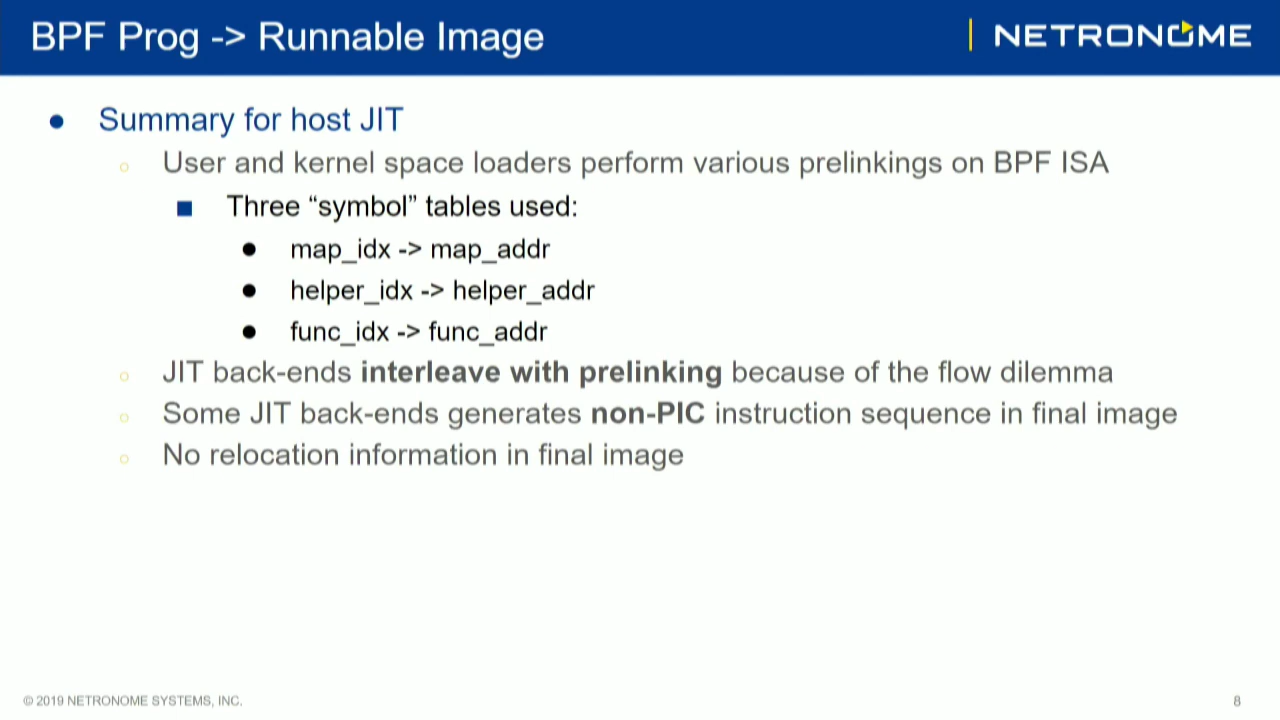 BPF Prog -> Runnable Image
NETRONOME
Summary for host JIT
User and kernel space loaders perform various prelinkings on BPF ISA
Three “symbol” tables used:
map_idx -> map_addr
helper_idx -> helper_addr
func_idx -> func_addr
JIT back-ends interleave with prelinking because of the flow dilemma
Some JIT back-ends generates non-PIC instruction sequence in final image
No relocation information in final image
© 2019 NETRONOME SYSTEMS, INC.
8